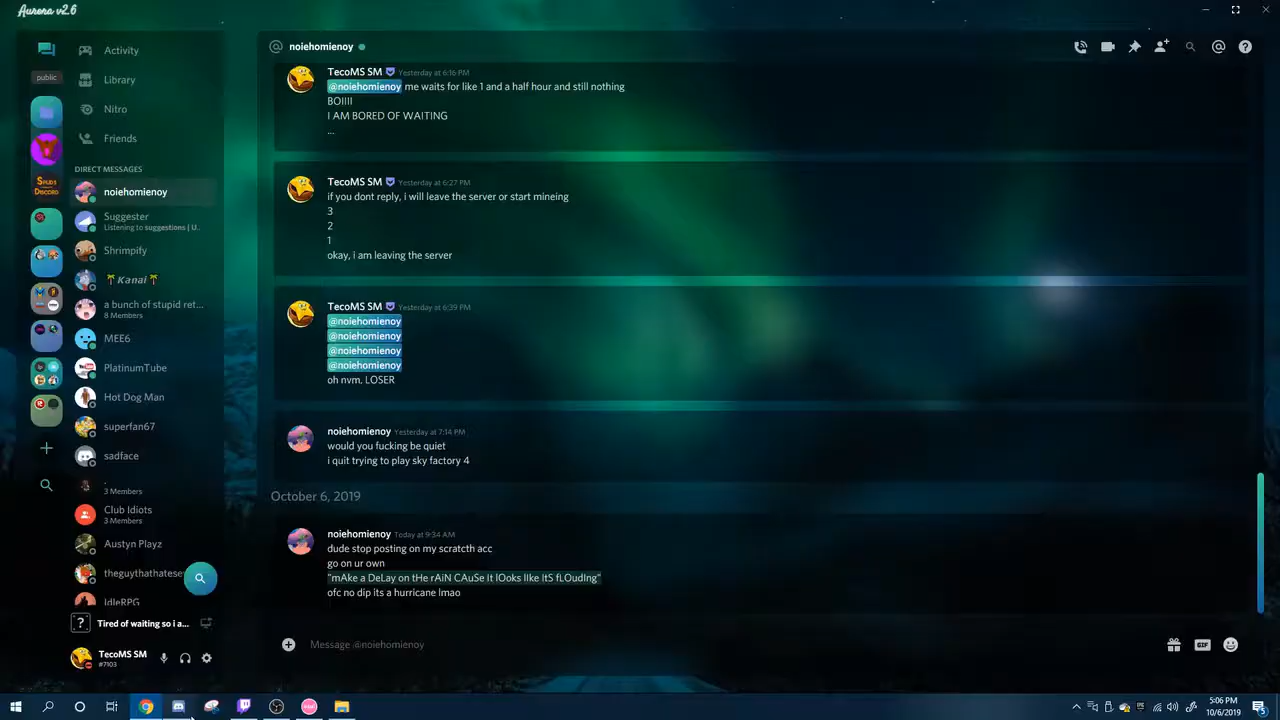 Aurora v2.6
noiehomienoy
Activity
public
Library
Nitro
Friends
DIRECT MESSAGES
noiehomienoy
Suggester
Listening to suggestions | U..
Shrimpify
Kanai
a bunch of stupid ret...
8 Members
MEE6
PlatinumTube
Hot Dog Man
superfan67
sadface
.
3 Members
Club Idiots
3 Members
Austyn Playz
theguythathatese
IdleRPG
Tired of waiting so i a...
TecoMS SM
#7103
TecoMS SM Yesterday at 6:16 PM
@noiehomienoy me waits for like 1 and a half hour and still nothing
BOIIII
I AM BORED OF WAITING
...
TecoMS SM Yesterday at 6:27 PM
if you dont reply, i will leave the server or start mineing
3
2
1
okay, i am leaving the server
TecoMS SM Yesterday at 6:39 PM
@noiehomienoy
@noiehomienoy
@noiehomienoy
@noiehomienoy
oh nvm. LOSER
noiehomienoy Yesterday at 7:14 PM
would you fucking be quiet
i quit trying to play sky factory 4
October 6, 2019
noiehomienoy Today at 9:34 AM
dude stop posting on my scratcth acc
go on ur own
"mAke a DeLay on tHe rAiN CAuSe It lOoks lIke ItS fLOudIng"
ofc no dip its a hurricane lmao
Message @noiehomienoy
GIF
5:06 PM
10/6/2019